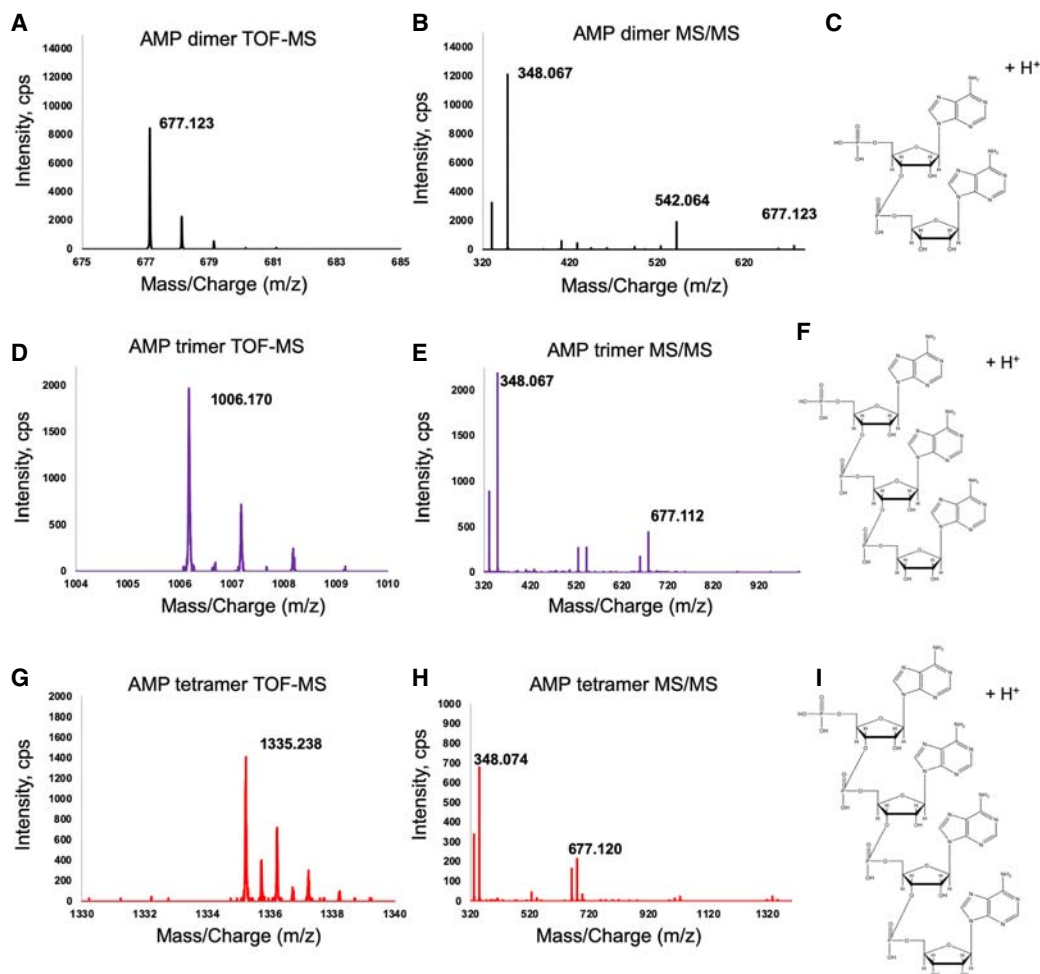 A
AMP dimer TOF-MS
Intensity, cps
14000
12000
10000
8000
6000
4000
2000
0
677.123
675 677 679 681 683 685
Mass/Charge (m/z)
B
AMP dimer MS/MS
Intensity, cps
14000
12000
10000
8000
6000
4000
2000
0
348.067
542.064
677.123
320 420 520 620
Mass/Charge (m/z)
C
+ H+
D
AMP trimer TOF-MS
Intensity, cps
2000
1500
1000
500
0
1006.170
1004 1005 1006 1007 1008 1009 1010
Mass/Charge (m/z)
E
AMP trimer MS/MS
Intensity, cps
2000
1500
1000
500
0
348.067
677.112
320 420 520 620 720 820 920
Mass/Charge (m/z)
F
+ H+
G
AMP tetramer TOF-MS
Intensity, cps
2000
1800
1600
1400
1200
1000
800
600
400
200
0
1335.238
1330 1332 1334 1336 1338 1340
Mass/Charge (m/z)
H
AMP tetramer MS/MS
Intensity, cps
1000
900
800
700
600
500
400
300
200
100
0
348.074
677.120
320 520 720 920 1120 1320
Mass/Charge (m/z)
I
+ H+